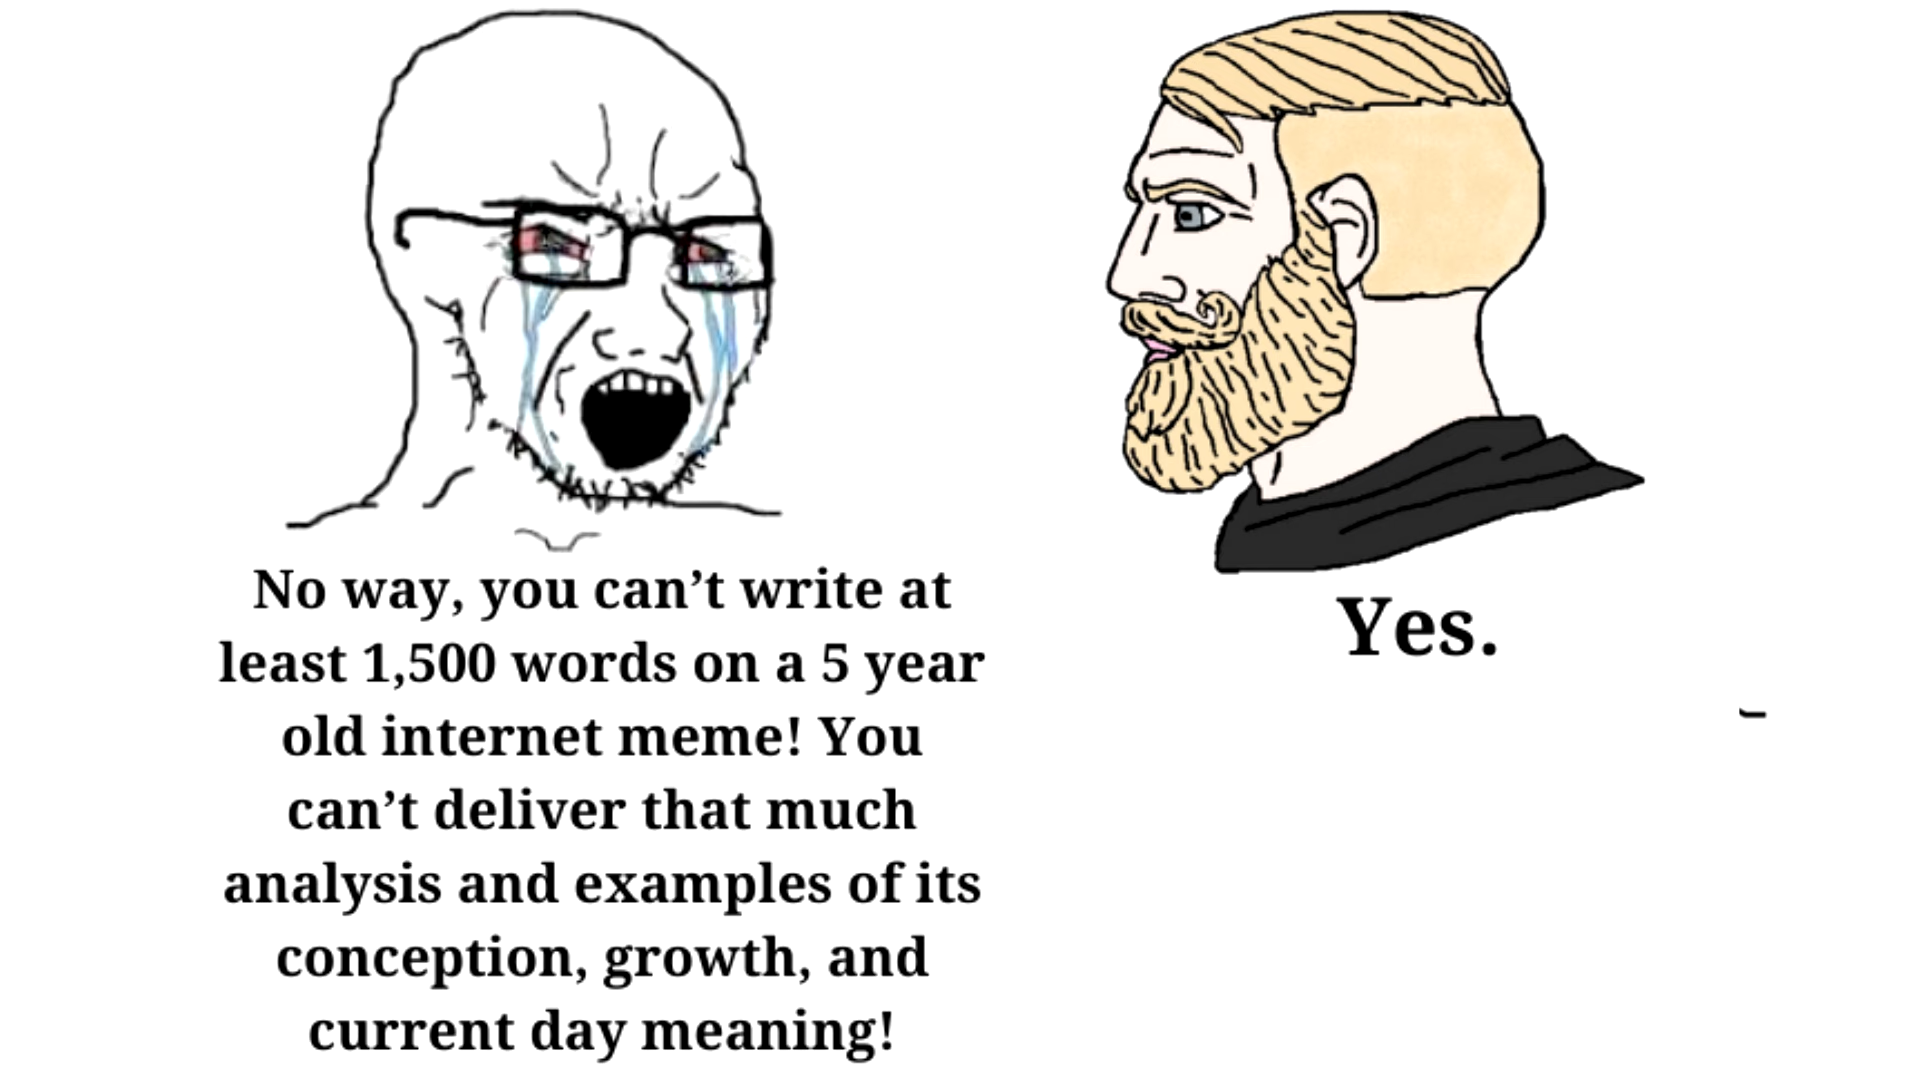 No way, you can’t write at
least 1,500 words on a 5 year
old internet meme! You
can’t deliver that much
analysis and examples of its
conception, growth, and
current day meaning!
Yes.